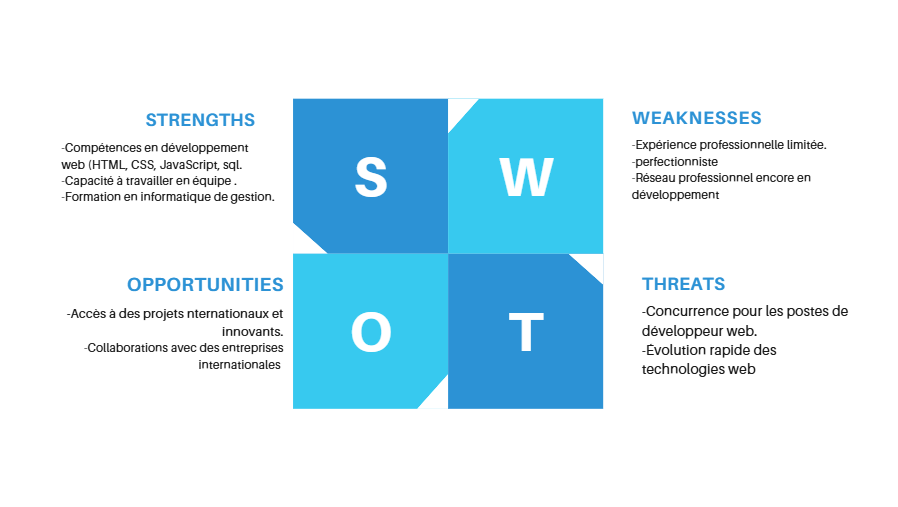 STRENGTHS
-Compétences en développement
web (HTML, CSS, JavaScript, sql.
-Capacité à travailler en équipe .
-Formation en informatique de gestion.
S
W
WEAKNESSES
-Expérience professionnelle limitée.
-perfectionniste
-Réseau professionnel encore en
développement
OPPORTUNITIES
-Accès à des projets nternationaux et
innovants.
-Collaborations avec des entreprises
internationales
O
T
THREATS
-Concurrence pour les postes de
développeur web.
-Évolution rapide des
technologies web